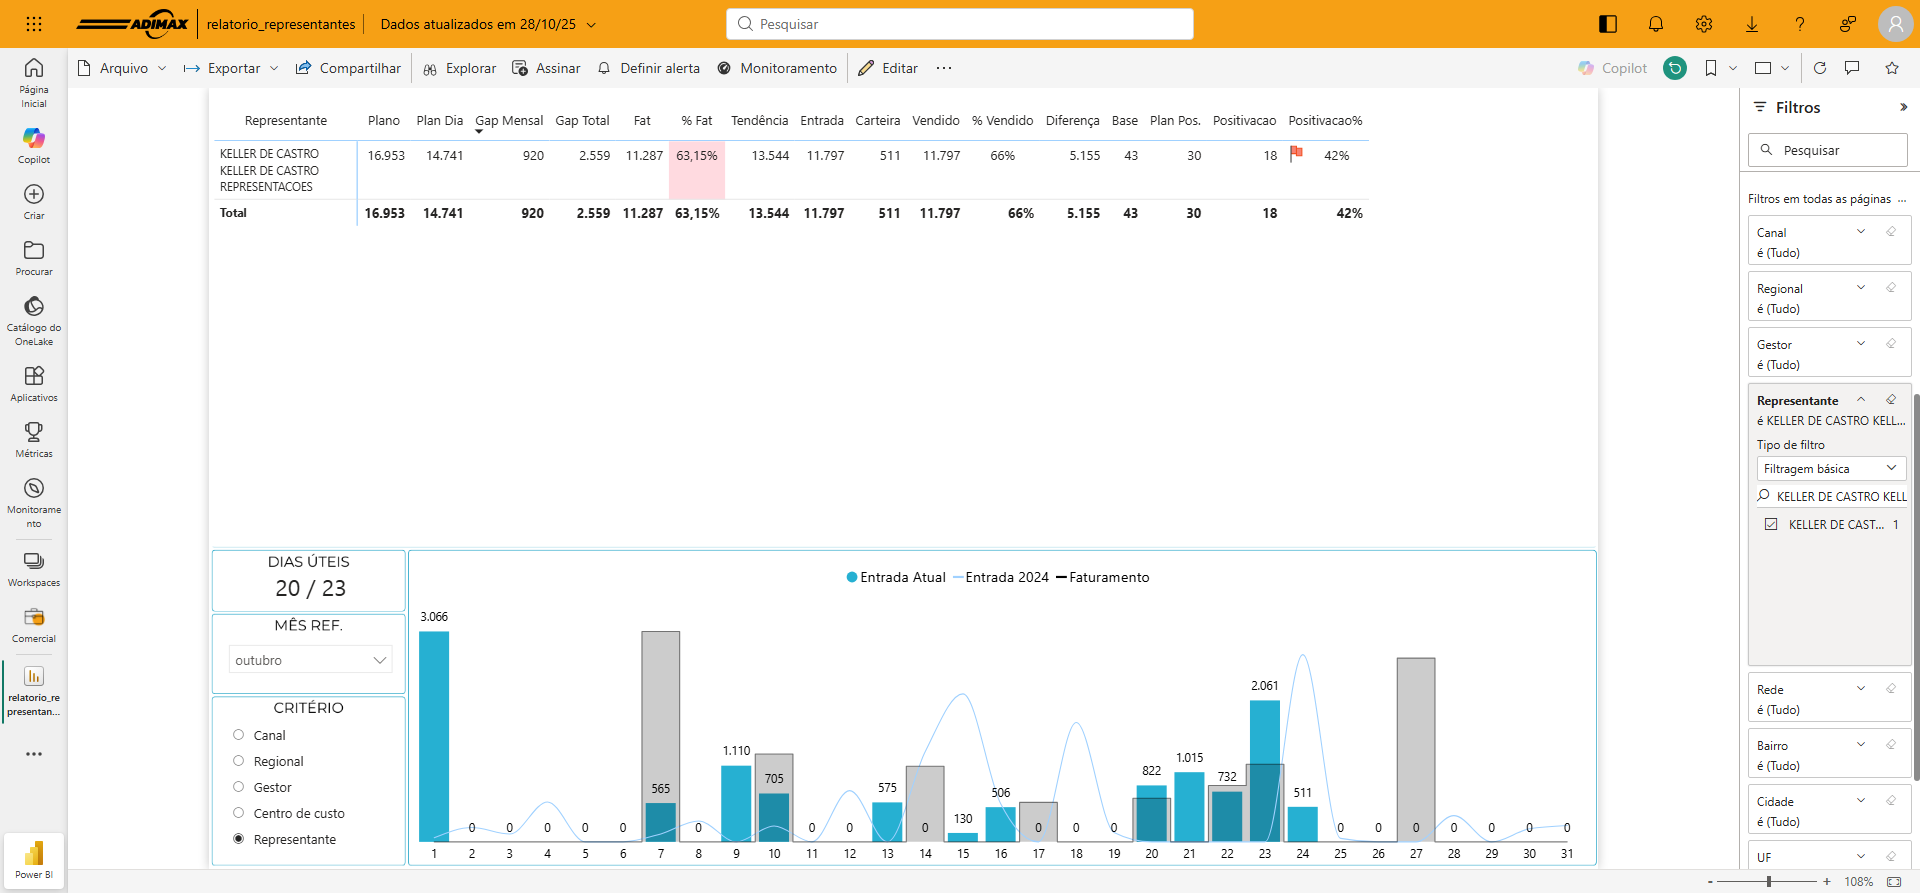 ADIMAX
relatorio_representantes
Dados atualizados em 28/10/25
Pesquisar
Arquivo
Exportar
Compartilhar
Explorar
Assinar
Definir alerta
Monitoramento
Editar
...
Copilot
Página
Inicial
Copilot
Criar
Procurar
Catálogo do
OneLake
Aplicativos
Métricas
Monitorame
nto
Workspaces
Comercial
relatorio_re
presentan...
Power BI
Representante Plano Plan Dia Gap Mensal Gap Total Fat % Fat Tendência Entrada Carteira Vendido % Vendido Diferença Base Plan Pos. Positivacao Positivacao%
KELLER DE CASTRO 16.953 14.741 920 2.559 11.287 63,15% 13.544 11.797 511 11.797 66% 5.155 43 30 18 42%
KELLER DE CASTRO
REPRESENTACOES
Total 16.953 14.741 920 2.559 11.287 63,15% 13.544 11.797 511 11.797 66% 5.155 43 30 18 42%
DIAS ÚTEIS
20 / 23
MÊS REF.
outubro
CRITÉRIO
Canal
Regional
Gestor
Centro de custo
Representante
Entrada Atual Entrada 2024 Faturamento
3.066 0 0 0 0 0 565 0 1.110 705 0 0 575 0 130 506 0 0 0 822 1.015 732 2.061 511 0 0 0 0 0 0 0
1 2 3 4 5 6 7 8 9 10 11 12 13 14 15 16 17 18 19 20 21 22 23 24 25 26 27 28 29 30 31
Filtros
Pesquisar
Filtros em todas as páginas ...
Canal
é (Tudo)
Regional
é (Tudo)
Gestor
é (Tudo)
Representante
é KELLER DE CASTRO KELL...
Tipo de filtro
Filtragem básica
KELLER DE CASTRO KELL
KELLER DE CAST... 1
Rede
é (Tudo)
Bairro
é (Tudo)
Cidade
é (Tudo)
UF
- + 108%